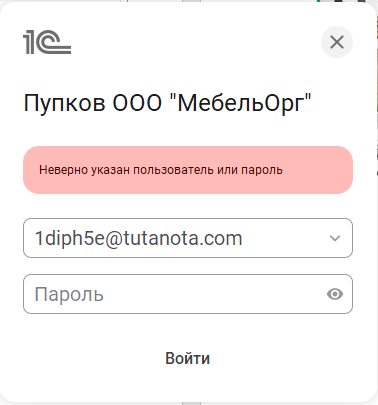 1С
Пупков ООО "МебельОрг"
Неверно указан пользователь или пароль
1diph5e@tutanota.com
Пароль
Войти